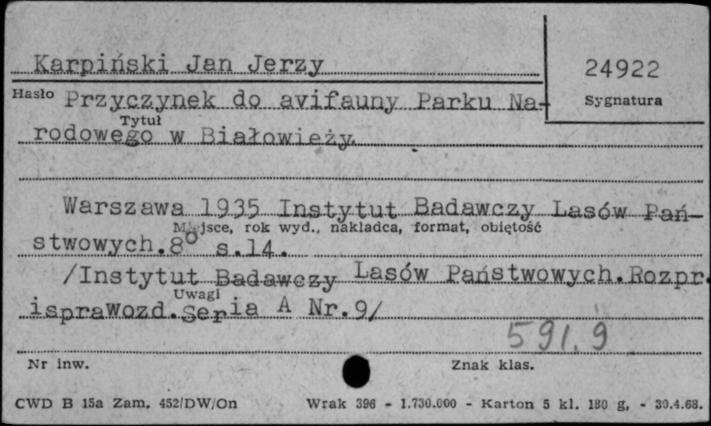 Karpiński Jan Jerzy
24922
Hasło
Sygnatura
Przyczynek do avifauny Parku Na-
Tytuł
rodowego w Białowieży.
Warszawa 1935 Instytut Badawczy Lasów Pań-
Miejsce, rok wyd., nakładca, format, objętość
stwowych.8° s.14.
/Instytut Badawczy Lasów Państwowych.Rozpr.
Uwagi
isprawozd.Seria A Nr.9/
591.9
Nr inw.
Znak klas.
CWD B 15a Zam. 452/DW/On Wrak 396 - 1.730.000 - Karton 5 kl. 180 g, - 30.4.68.